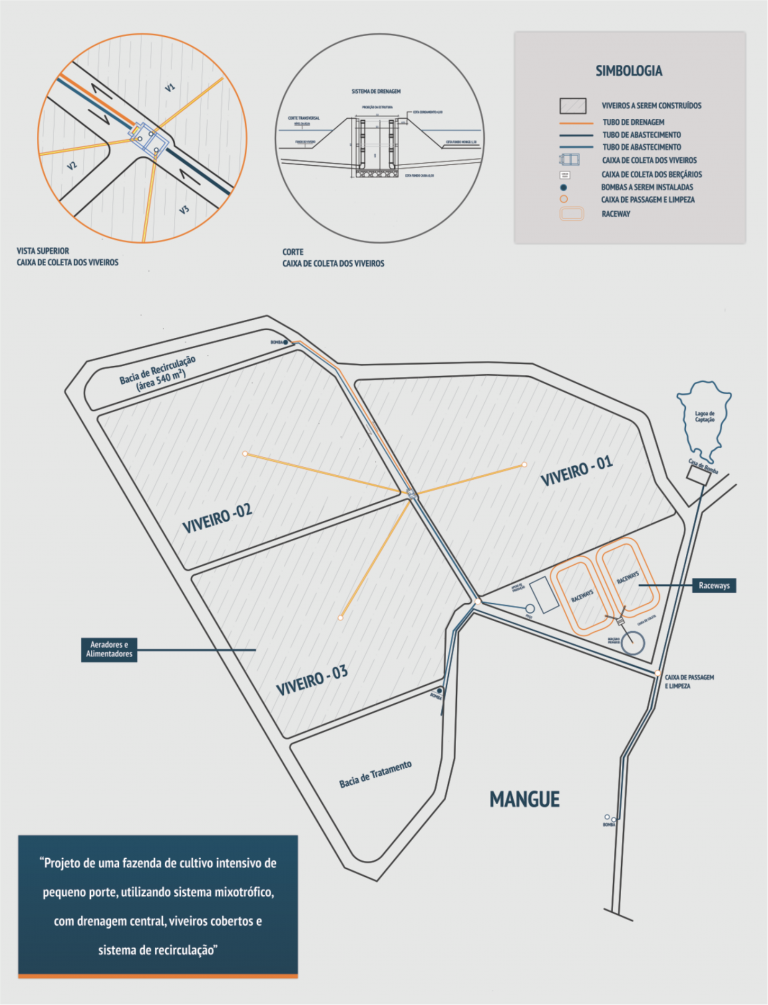 V1
V2
V3
VISTA SUPERIOR
CAIXA DE COLETA DOS VIVEIROS
SISTEMA DE DRENAGEM
PROJEÇÃO DA ESTRUTURA
CORTE TRANSVERSAL
CORTE
CAIXA DE COLETA DOS VIVEIROS
SIMBOLOGIA
VIVEIROS A SEREM CONSTRUÍDOS
TUBO DE DRENAGEM
TUBO DE ABASTECIMENTO
TUBO DE ABASTECIMENTO
CAIXA DE COLETA DOS VIVEIROS
CAIXA DE COLETA DOS BERÇÁRIOS
BOMBAS A SEREM INSTALADAS
CAIXA DE PASSAGEM E LIMPEZA
RACEWAY
BOMBA
Bacia de Recirculação
(área 540 m²)
Lagoa de
Captação
Casa de Bomba
VIVEIRO - 01
VIVEIRO -02
RACEWAYS
RACEWAYS
Raceways
Aeradores e
Alimentadores
VIVEIRO - 03
CAIXA DE PASSAGEM
E LIMPEZA
BOMBA
Bacia de Tratamento
MANGUE
BOMBA
“Projeto de uma fazenda de cultivo intensivo de
pequeno porte, utilizando sistema mixotrófico,
com drenagem central, viveiros cobertos e
sistema de recirculação”